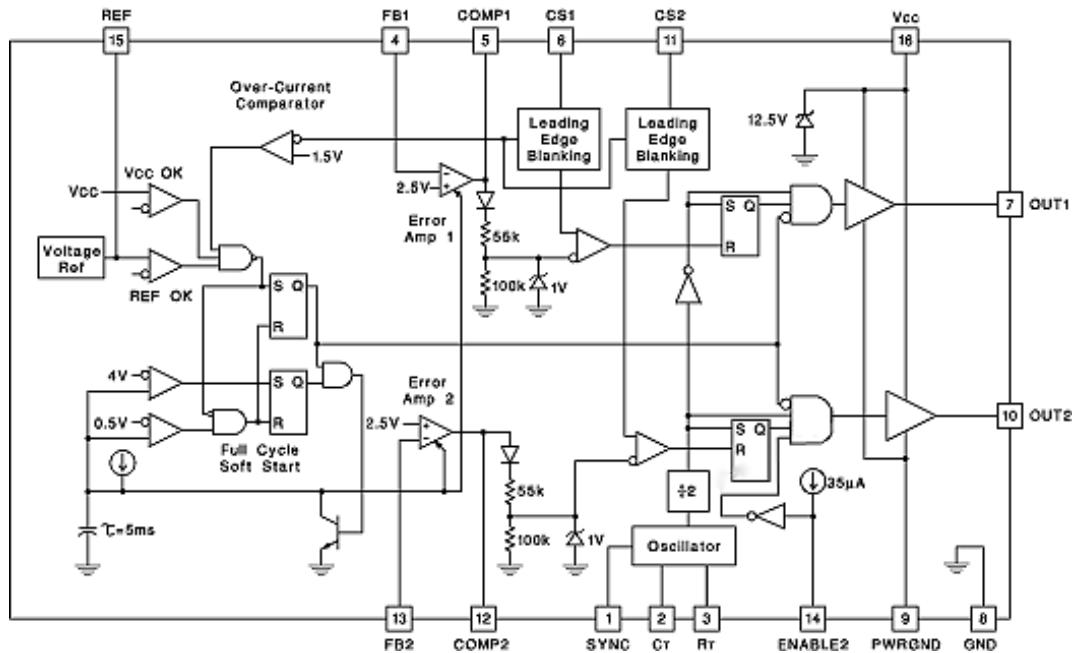 REF FB1 COMP1 CS1 CS2 Vcc
15 4 5 6 11 16
Over-Current
Comparator
1.5V
Leading
Edge
Blanking
Leading
Edge
Blanking
12.5V
Vcc OK
Vcc
2.5V
Error
Amp 1
55k
100k
1V
S Q
R
7 OUT1
Voltage
Ref
REF OK
S Q
R
4V
S Q
R
0.5V
Full Cycle
Soft Start
Error
Amp 2
2.5V
S Q
R
10 OUT2
55k
÷2
35µA
τ=5ms
100k
1V
Oscillator
13 12 1 2 3 14 9 8
FB2 COMP2 SYNC CT RT ENABLE2 PWRGND GND